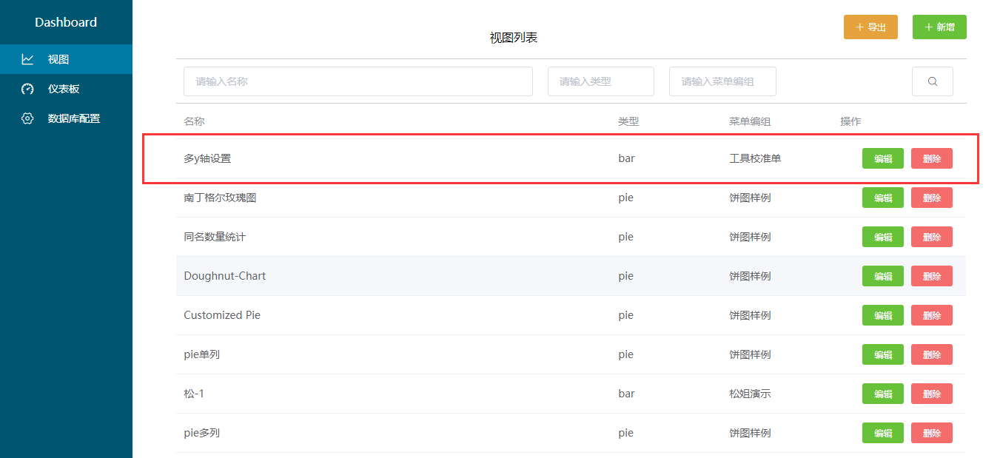 Dashboard
视图
仪表板
数据库配置
导出
新增
视图列表
请输入名称 请输入类型 请输入菜单编组
名称 类型 菜单编组 操作
多y轴设置 bar 工具校准单 编辑 删除
南丁格尔玫瑰图 pie 饼图样例 编辑 删除
同名数量统计 pie 饼图样例 编辑 删除
Doughnut-Chart pie 饼图样例 编辑 删除
Customized Pie pie 饼图样例 编辑 删除
pie单列 pie 饼图样例 编辑 删除
松-1 bar 松姐演示 编辑 删除
pie多列 pie 饼图样例 编辑 删除